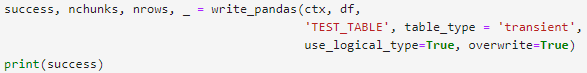 success, nchunks, nrows, _ = write_pandas(ctx, df,
'TEST_TABLE', table_type = 'transient',
use_logical_type=True, overwrite=True)
print(success)